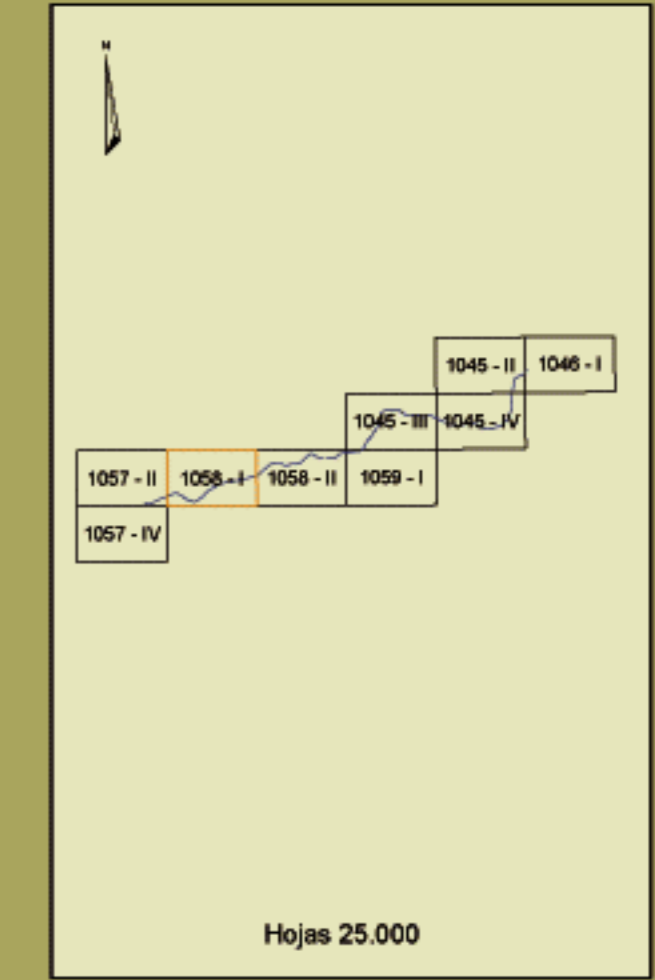 N
1045 - II 1046 - I
1045 - III 1045 - IV
1057 - II 1058 - I 1058 - II 1059 - I
1057 - IV
Hojas 25.000